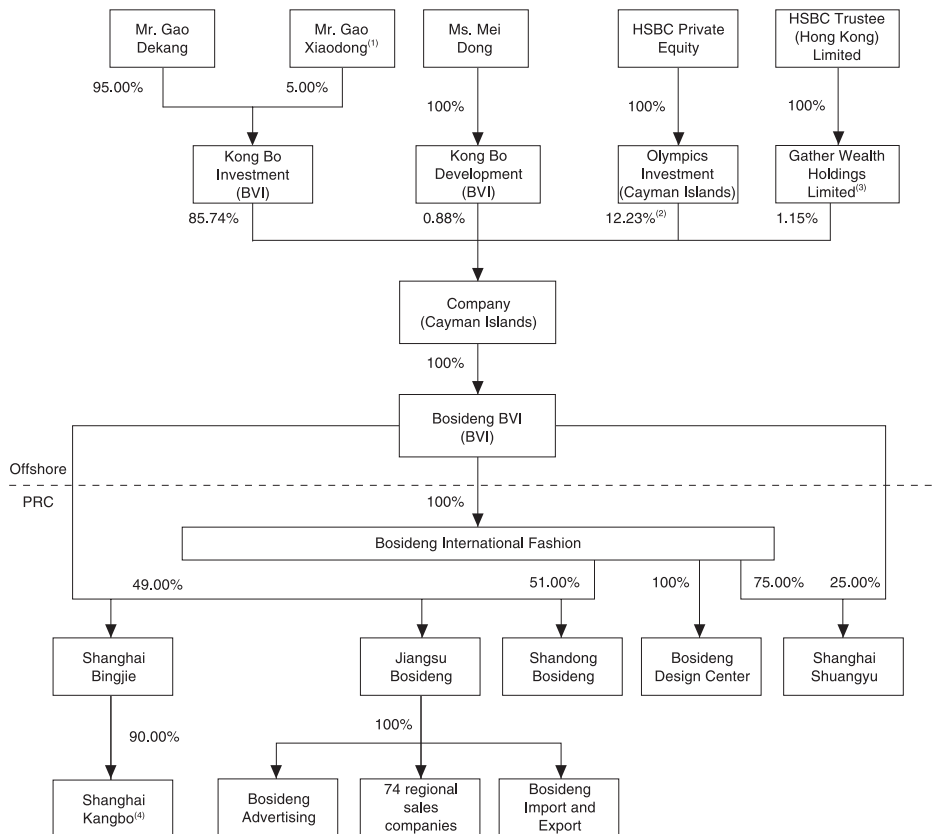 Mr. Gao
Dekang
Mr. Gao
Xiaodong(1)
Ms. Mei
Dong
HSBC Private
Equity
HSBC Trustee
(Hong Kong)
Limited
95.00%
5.00%
100%
100%
100%
Kong Bo
Investment
(BVI)
Kong Bo
Development
(BVI)
Olympics
Investment
(Cayman Islands)
Gather Wealth
Holdings
Limited(3)
85.74%
0.88%
12.23%(2)
1.15%
Company
(Cayman Islands)
100%
Bosideng BVI
(BVI)
Offshore
PRC
100%
Bosideng International Fashion
49.00%
51.00%
100%
75.00%
25.00%
Shanghai
Bingjie
Jiangsu
Bosideng
Shandong
Bosideng
Bosideng
Design Center
Shanghai
Shuangyu
90.00%
100%
Shanghai
Kangbo(4)
Bosideng
Advertising
74 regional
sales
companies
Bosideng
Import and
Export